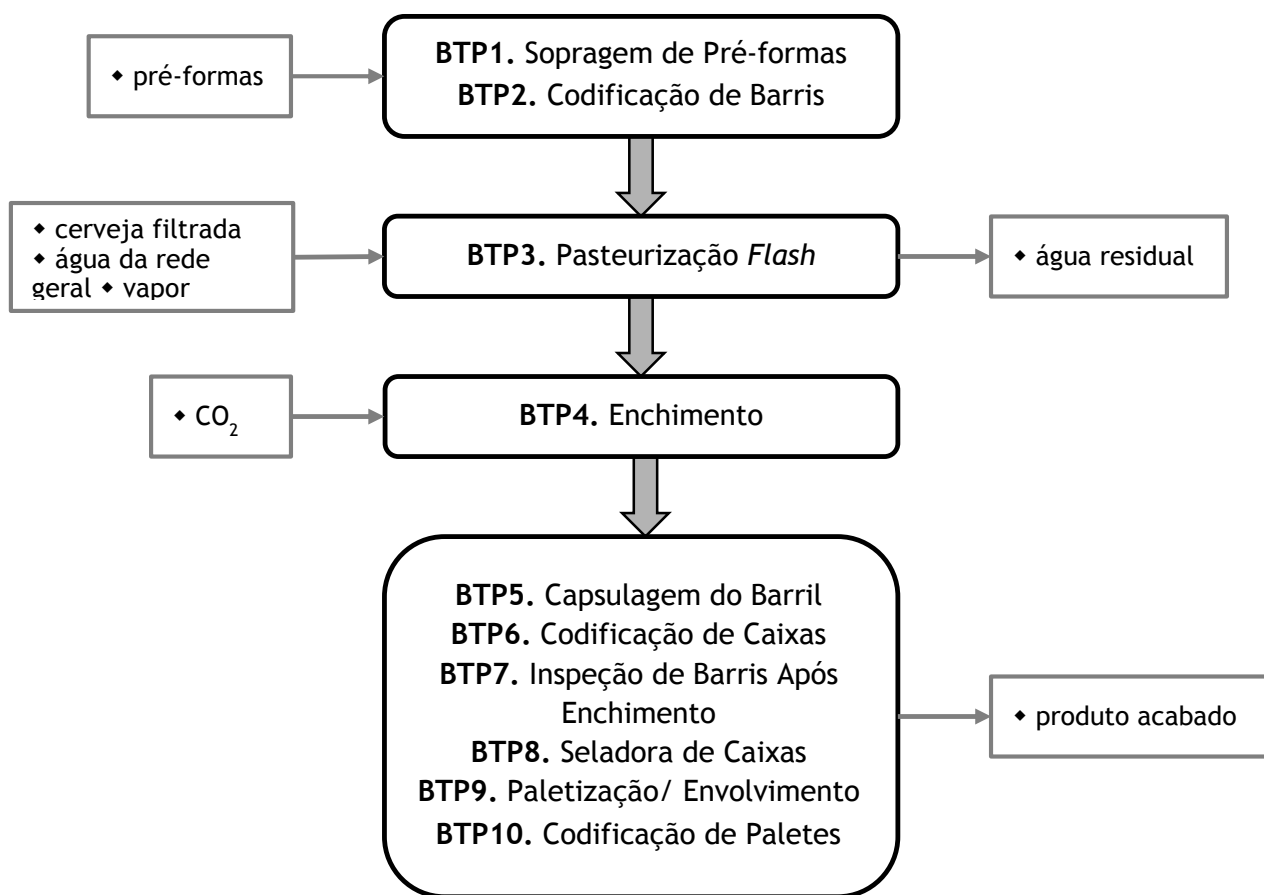 ◆ pré-formas
BTP1. Sopragem de Pré-formas
BTP2. Codificação de Barris
◆ cerveja filtrada
◆ água da rede
geral ◆ vapor
BTP3. Pasteurização Flash
◆ água residual
◆ CO2
BTP4. Enchimento
BTP5. Capsulagem do Barril
BTP6. Codificação de Caixas
BTP7. Inspeção de Barris Após
Enchimento
BTP8. Seladora de Caixas
BTP9. Paletização/ Envolvimento
BTP10. Codificação de Paletes
◆ produto acabado